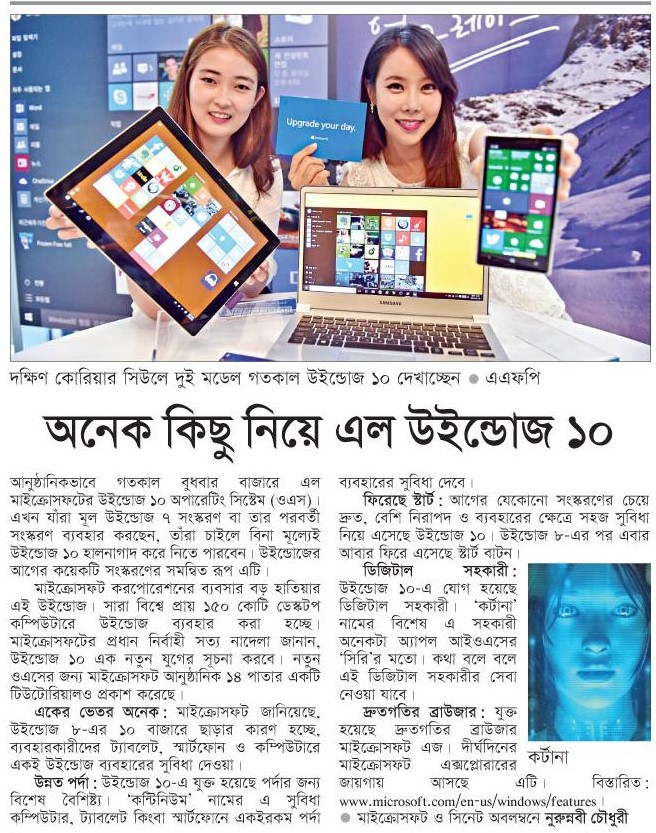 Upgrade your day.
Word
OneDrive
Frozen Free fall
SAMSUNG
দক্ষিণ কোরিয়ার সিউলে দুই মডেল গতকাল উইন্ডোজ ১০ দেখাচ্ছেন ● এএফপি
অনেক কিছু নিয়ে এল উইন্ডোজ ১০
আনুষ্ঠানিকভাবে গতকাল বুধবার বাজারে এল
মাইক্রোসফটের উইন্ডোজ ১০ অপারেটিং সিস্টেম (ওএস)।
এখন যাঁরা মূল উইন্ডোজ ৭ সংস্করণ বা তার পরবর্তী
সংস্করণ ব্যবহার করছেন, তাঁরা চাইলে বিনা মূল্যেই
উইন্ডোজ ১০ হালনাগাদ করে নিতে পারবেন। উইন্ডোজের
আগের কয়েকটি সংস্করণের সমন্বিত রূপ এটি।
মাইক্রোসফট করপোরেশনের ব্যবসার বড় হাতিয়ার
এই উইন্ডোজ। সারা বিশ্বে প্রায় ১৫০ কোটি ডেস্কটপ
কম্পিউটারে উইন্ডোজ ব্যবহার করা হচ্ছে।
মাইক্রোসফটের প্রধান নির্বাহী সত্য নাদেলা জানান,
উইন্ডোজ ১০ এক নতুন যুগের সূচনা করবে। নতুন
ওএসের জন্য মাইক্রোসফট আনুষ্ঠানিক ১৪ পাতার একটি
টিউটোরিয়ালও প্রকাশ করেছে।
একের ভেতর অনেক : মাইক্রোসফট জানিয়েছে,
উইন্ডোজ ৮-এর ১০ বাজারে ছাড়ার কারণ হচ্ছে,
ব্যবহারকারীদের ট্যাবলেট, স্মার্টফোন ও কম্পিউটারে
একই উইন্ডোজ ব্যবহারের সুবিধা দেওয়া।
উন্নত পর্দা : উইন্ডোজ ১০-এ যুক্ত হয়েছে পর্দার জন্য
বিশেষ বৈশিষ্ট্য। ‘কন্টিনিউম’ নামের এ সুবিধা
কম্পিউটার, ট্যাবলেট কিংবা স্মার্টফোনে একইরকম পর্দা
ব্যবহারের সুবিধা দেবে।
ফিরেছে স্টার্ট : আগের যেকোনো সংস্করণের চেয়ে
দ্রুত, বেশি নিরাপদ ও ব্যবহারের ক্ষেত্রে সহজ সুবিধা
নিয়ে এসেছে উইন্ডোজ ১০। উইন্ডোজ ৮-এর পর এবার
আবার ফিরে এসেছে স্টার্ট বাটন।
ডিজিটাল সহকারী :
উইন্ডোজ ১০-এ যোগ হয়েছে
ডিজিটাল সহকারী। ‘কর্টানা’
নামের বিশেষ এ সহকারী
অনেকটা অ্যাপল আইওএসের
‘সিরি’র মতো। কথা বলে বলে
এই ডিজিটাল সহকারীর সেবা
নেওয়া যাবে।
দ্রুতগতির ব্রাউজার : যুক্ত
হয়েছে দ্রুতগতির ব্রাউজার
মাইক্রোসফট এজ। দীর্ঘদিনের
মাইক্রোসফট এক্সপ্লোরারের
জায়গায় আসছে এটি। বিস্তারিত :
www.microsoft.com/en-us/windows/features।
● মাইক্রোসফট ও সিনেট অবলম্বনে নুরুন্নবী চৌধুরী
কর্টানা